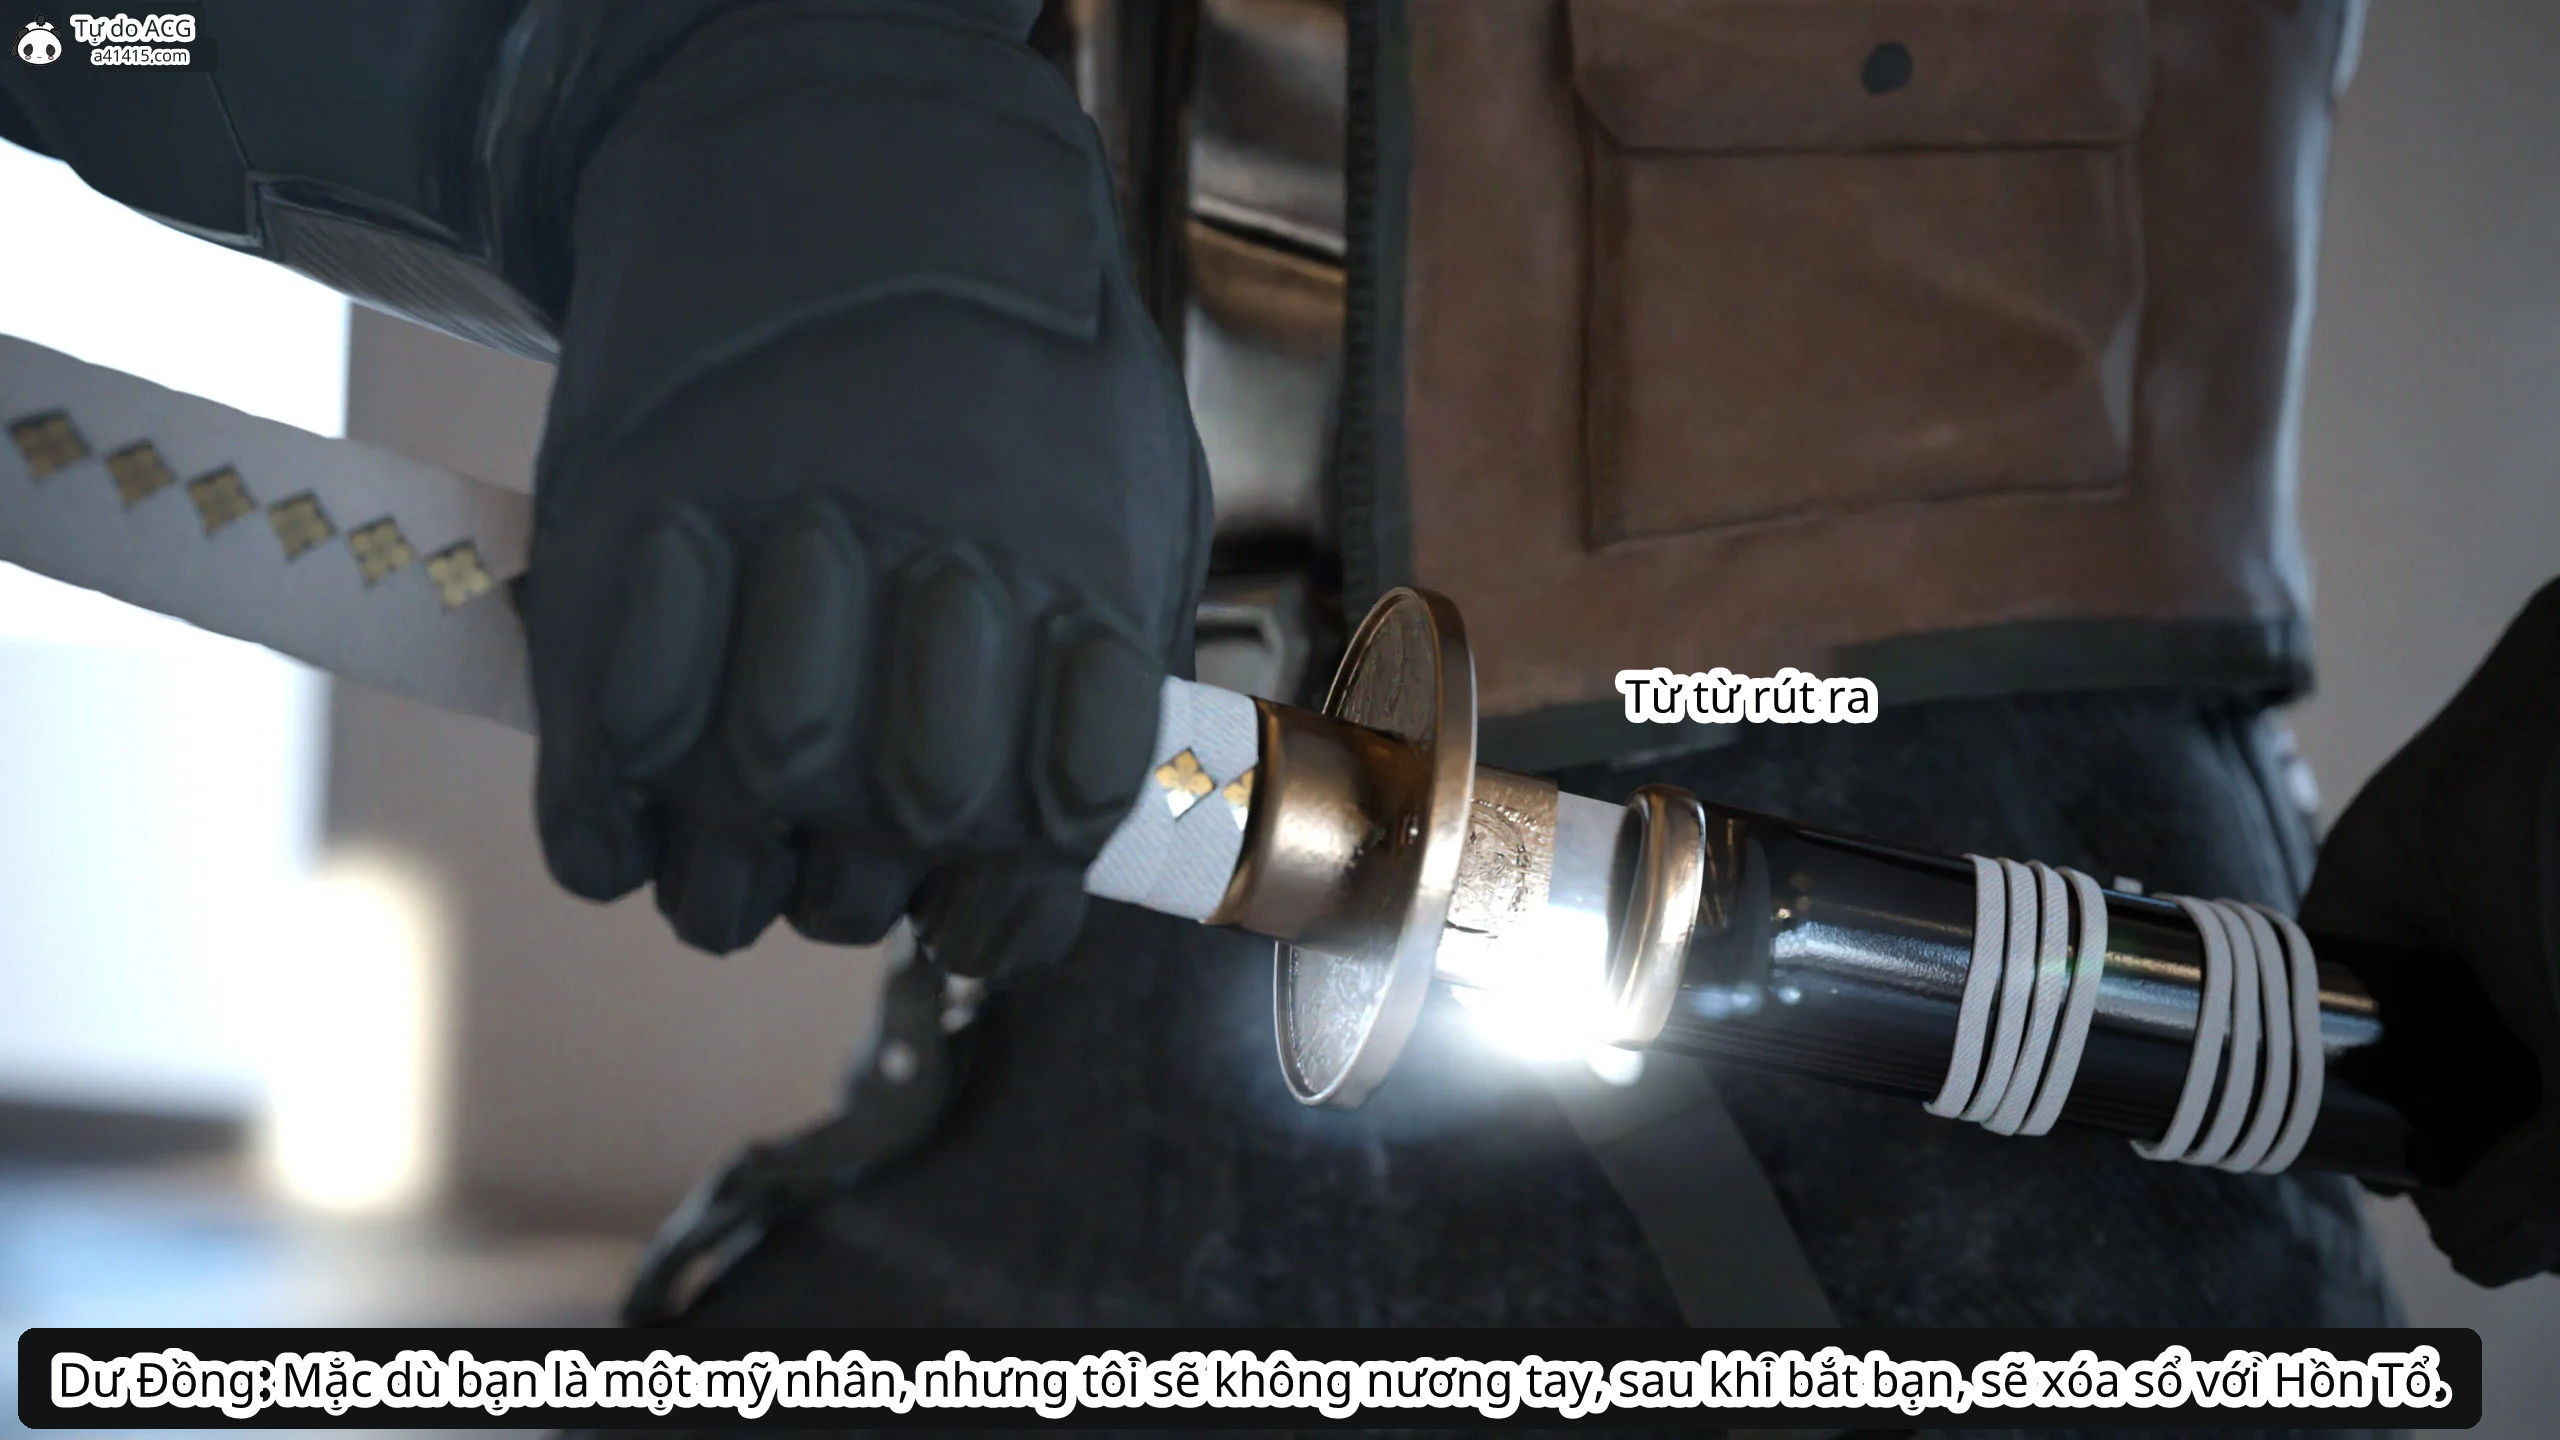 Tự do ACG
a41415.com
Từ từ rút ra
Dư Đồng: Mặc dù bạn là một mỹ nhân, nhưng tôi sẽ không nương tay, sau khi bắt bạn, sẽ xóa sổ với Hồn Tổ.